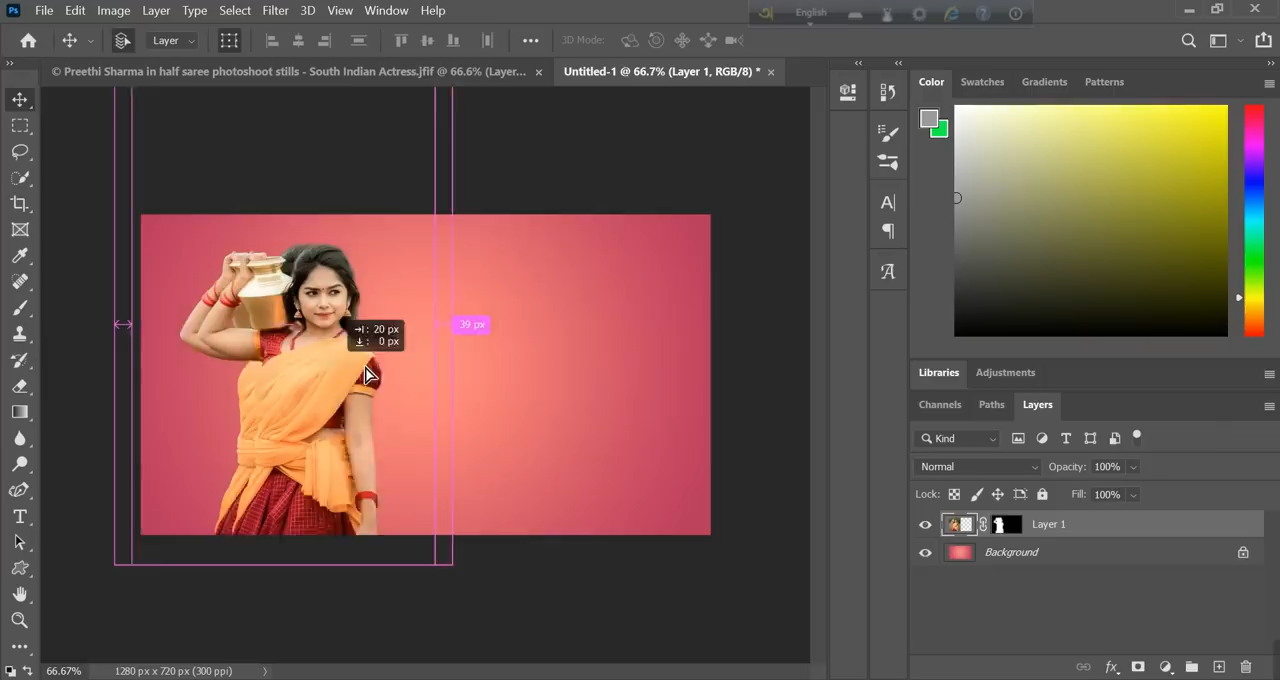 Ps File Edit Image Layer Type Select Filter 3D View Window Help
English
Layer 3D Mode:
© Preethi Sharma in half saree photoshoot stills - South Indian Actress.jfif @ 66.6% (Layer... × Untitled-1 @ 66.7% (Layer 1, RGB/8) * ×
Color Swatches Gradients Patterns
39 px
20 px
0 px
Libraries Adjustments
Channels Paths Layers
Kind
Normal Opacity: 100%
Lock: Fill: 100%
Layer 1
Background
66.67% 1280 px x 720 px (300 ppi)
fx